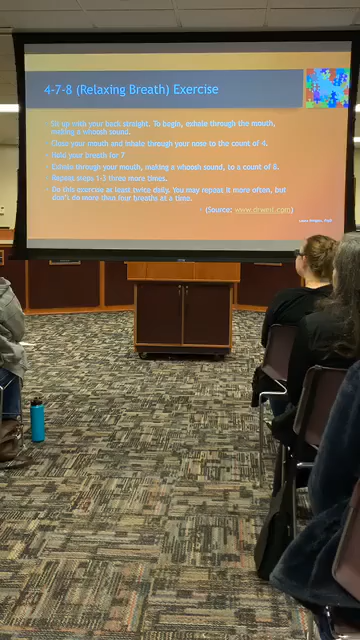 4-7-8 (Relaxing Breath) Exercise
Sit up with your back straight. To begin, exhale through the mouth,
making a whoosh sound.
Close your mouth and inhale through your nose to the count of 4.
Hold your breath for 7
Exhale through your mouth, making a whoosh sound, to a count of 8.
Repeat steps 1-3 three more times.
Do this exercise at least twice daily. You may repeat it more often, but
don't do more than four breaths at a time.
(Source: www.drweil.com)